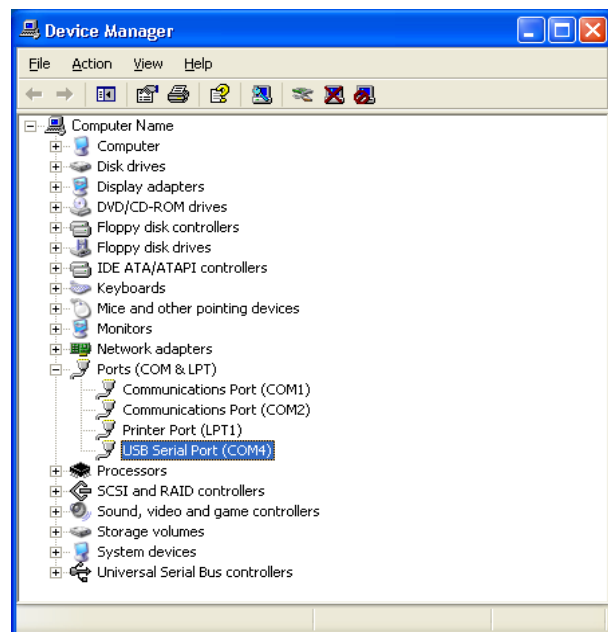 Device Manager
File Action View Help
Computer Name
Computer
Disk drives
Display adapters
DVD/CD-ROM drives
Floppy disk controllers
Floppy disk drives
IDE ATA/ATAPI controllers
Keyboards
Mice and other pointing devices
Monitors
Network adapters
Ports (COM & LPT)
Communications Port (COM1)
Communications Port (COM2)
Printer Port (LPT1)
USB Serial Port (COM4)
Processors
SCSI and RAID controllers
Sound, video and game controllers
Storage volumes
System devices
Universal Serial Bus controllers